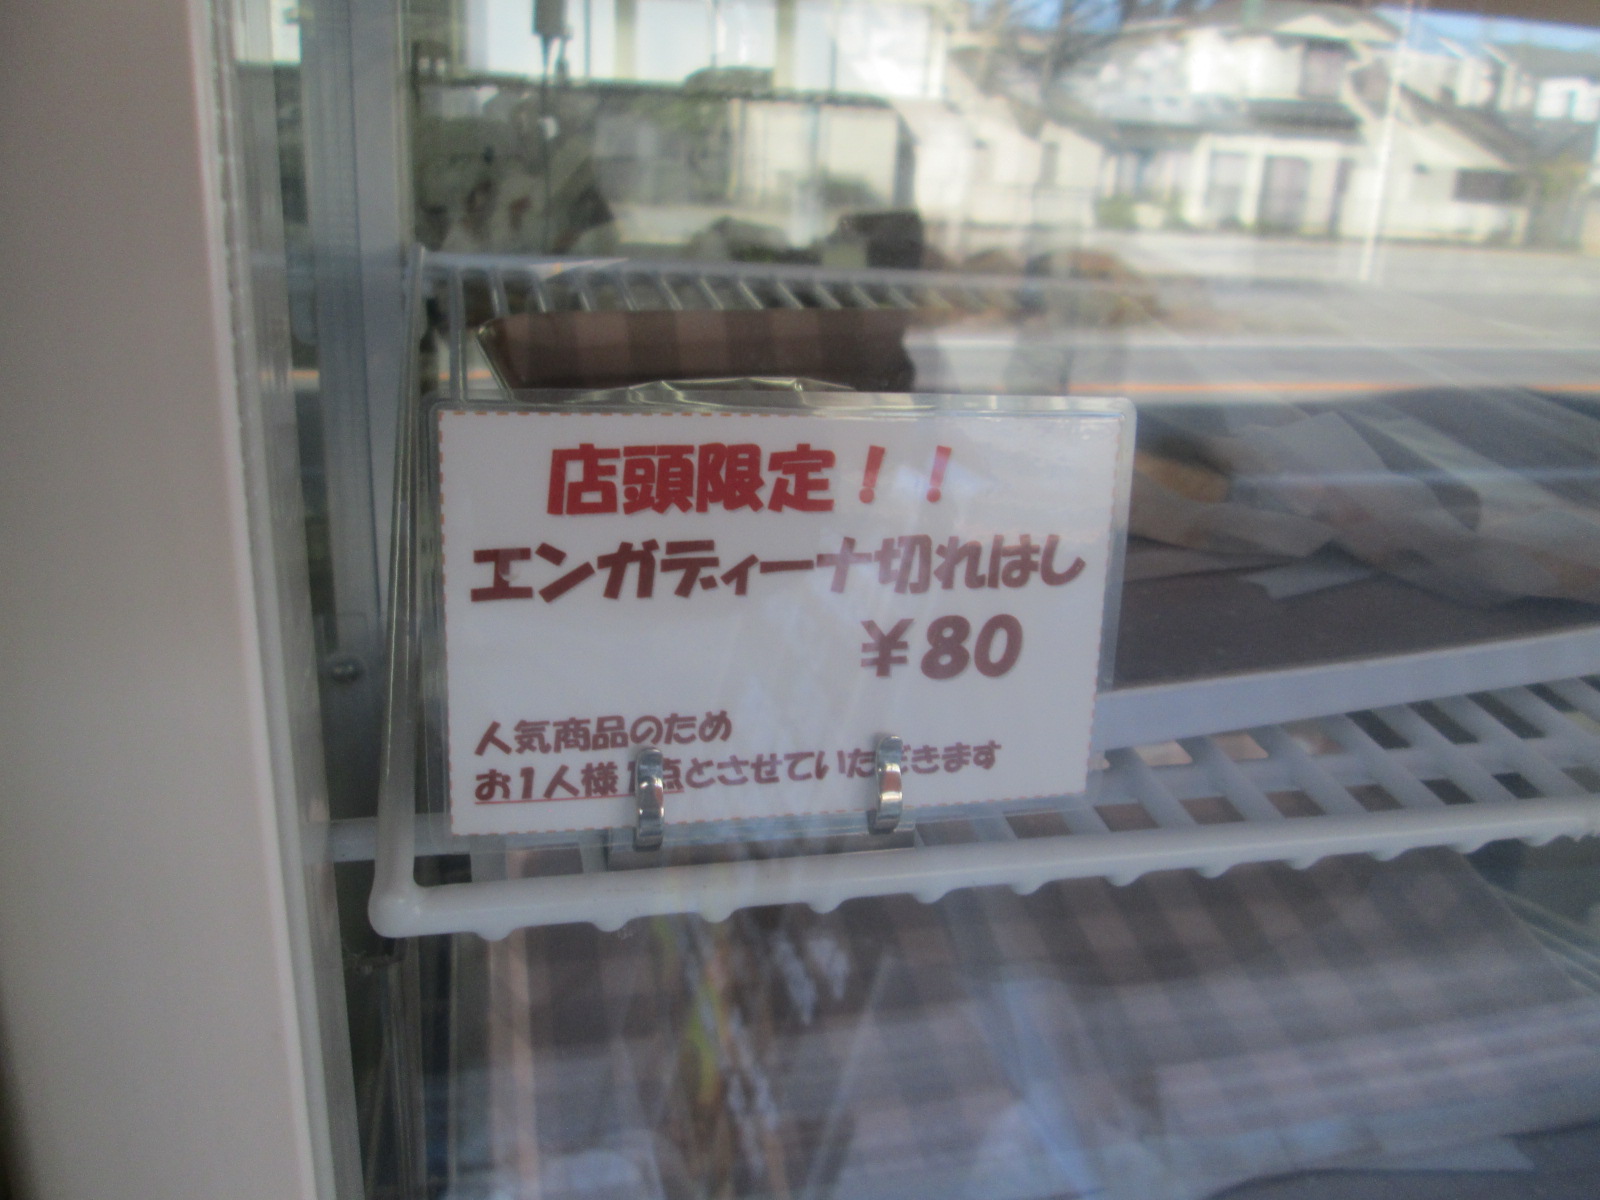 店頭限定！！
エンガディーナ切れはし
¥80
人気商品のため
お1人様1点とさせていただきます